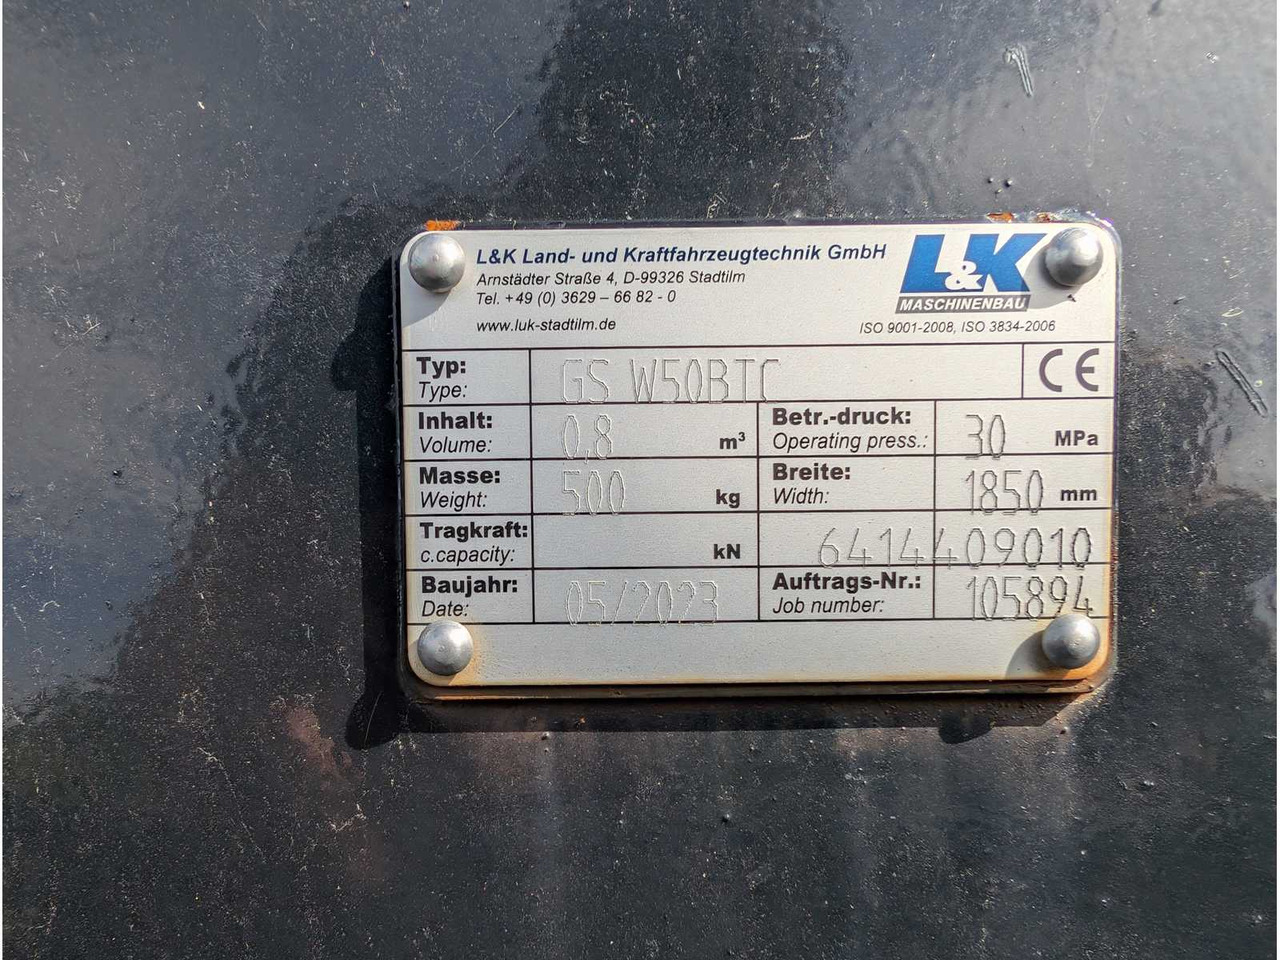 L&K Land- und Kraftfahrzeugtechnik GmbH
Arnstädter Straße 4, D-99326 Stadtilm
Tel. +49 (0) 3629 – 66 82 - 0
www.luk-stadtilm.de
L&K
MASCHINENBAU
ISO 9001-2008, ISO 3834-2006
Typ: GS W50BTC CE
Type:
Inhalt: 0,8 m³ Betr.-druck: 30 MPa
Volume: Operating press.:
Masse: 500 kg Breite: 1850 mm
Weight: Width:
Tragkraft: kN 6414409010
c.capacity:
Baujahr: 05/2023 Auftrags-Nr.: 105894
Date: Job number: